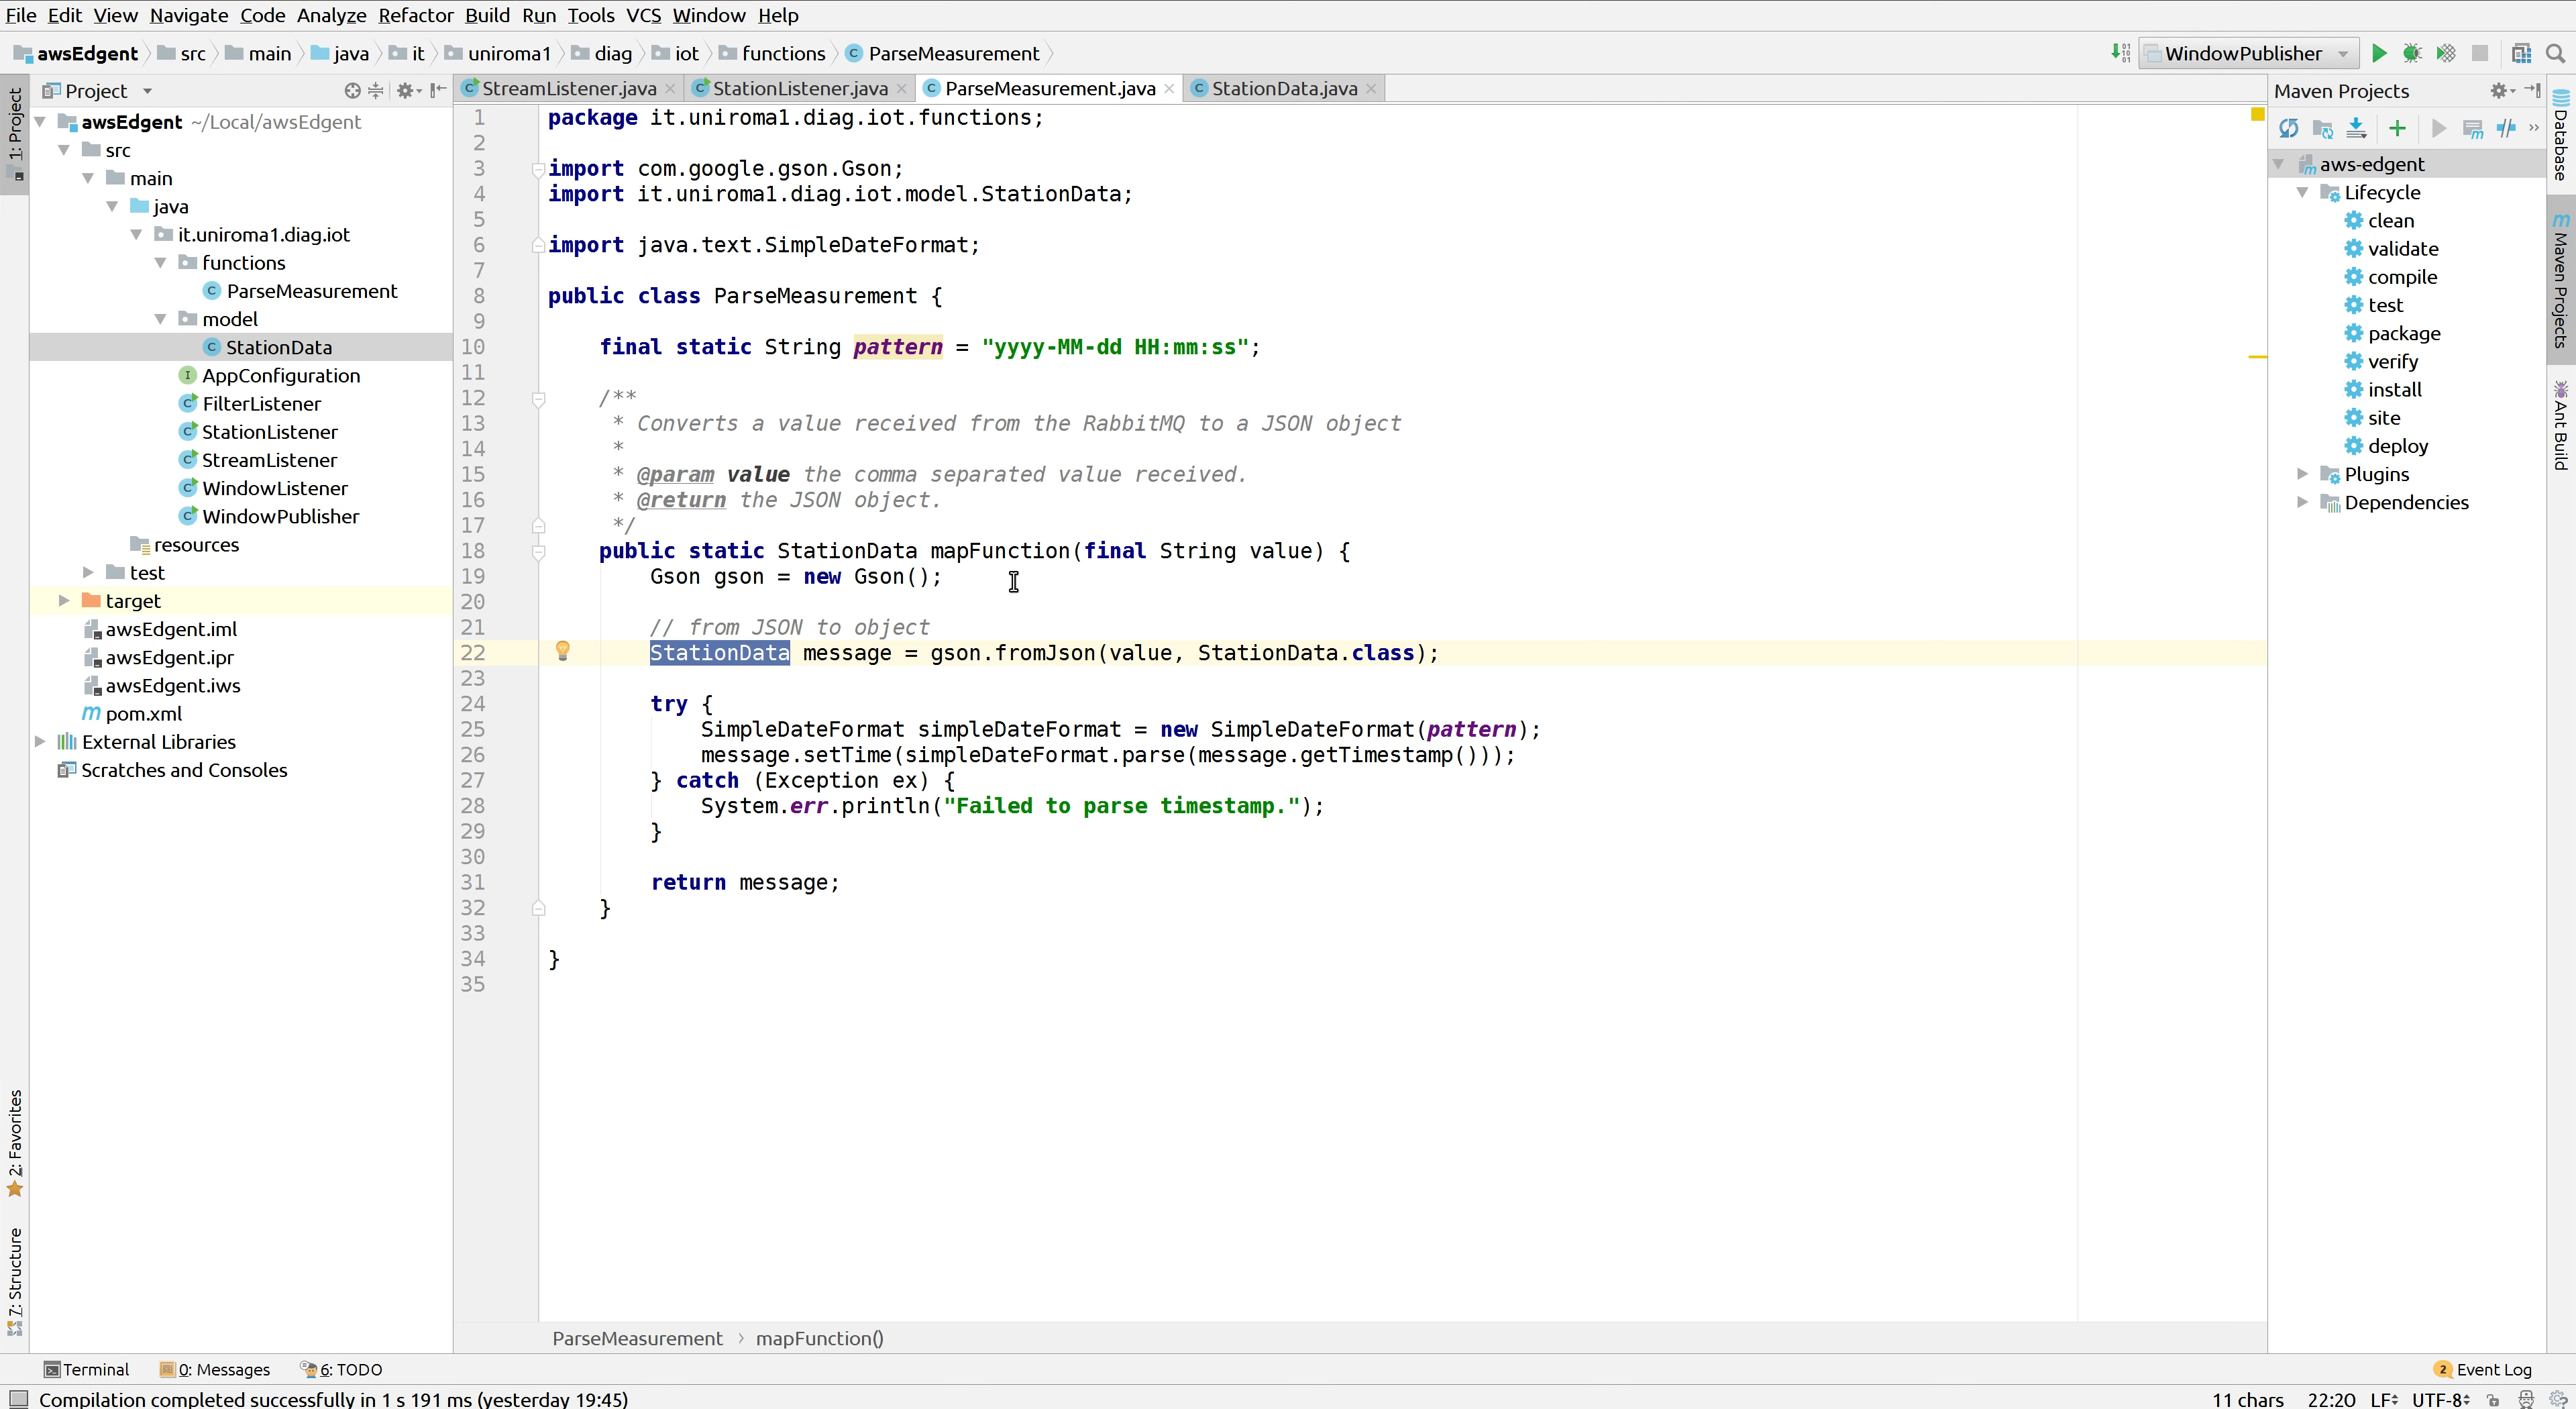 File Edit View Navigate Code Analyze Refactor Build Run Tools VCS Window Help
awsEdgent src main java it uniroma1 diag iot functions ParseMeasurement
WindowPublisher
1: Project
2: Favorites
7: Structure
Project
awsEdgent ~/Local/awsEdgent
src
main
java
it.uniroma1.diag.iot
functions
ParseMeasurement
model
StationData
AppConfiguration
FilterListener
StationListener
StreamListener
WindowListener
WindowPublisher
resources
test
target
awsEdgent.iml
awsEdgent.ipr
awsEdgent.iws
pom.xml
External Libraries
Scratches and Consoles
StreamListener.java StationListener.java ParseMeasurement.java StationData.java
1 package it.uniroma1.diag.iot.functions;
2
3 import com.google.gson.Gson;
4 import it.uniroma1.diag.iot.model.StationData;
5
6 import java.text.SimpleDateFormat;
7
8 public class ParseMeasurement {
9
10 final static String pattern = "yyyy-MM-dd HH:mm:ss";
11
12 /**
13 * Converts a value received from the RabbitMQ to a JSON object
14 *
15 * @param value the comma separated value received.
16 * @return the JSON object.
17 */
18 public static StationData mapFunction(final String value) {
19 Gson gson = new Gson();
20
21 // from JSON to object
22 StationData message = gson.fromJson(value, StationData.class);
23
24 try {
25 SimpleDateFormat simpleDateFormat = new SimpleDateFormat(pattern);
26 message.setTime(simpleDateFormat.parse(message.getTimestamp()));
27 } catch (Exception ex) {
28 System.err.println("Failed to parse timestamp.");
29 }
30
31 return message;
32 }
33
34 }
35
ParseMeasurement › mapFunction()
Maven Projects
aws-edgent
Lifecycle
clean
validate
compile
test
package
verify
install
site
deploy
Plugins
Dependencies
Database
Maven Projects
Ant Build
Terminal 0: Messages 6: TODO
2 Event Log
Compilation completed successfully in 1 s 191 ms (yesterday 19:45)
11 chars 22:20 LF UTF-8